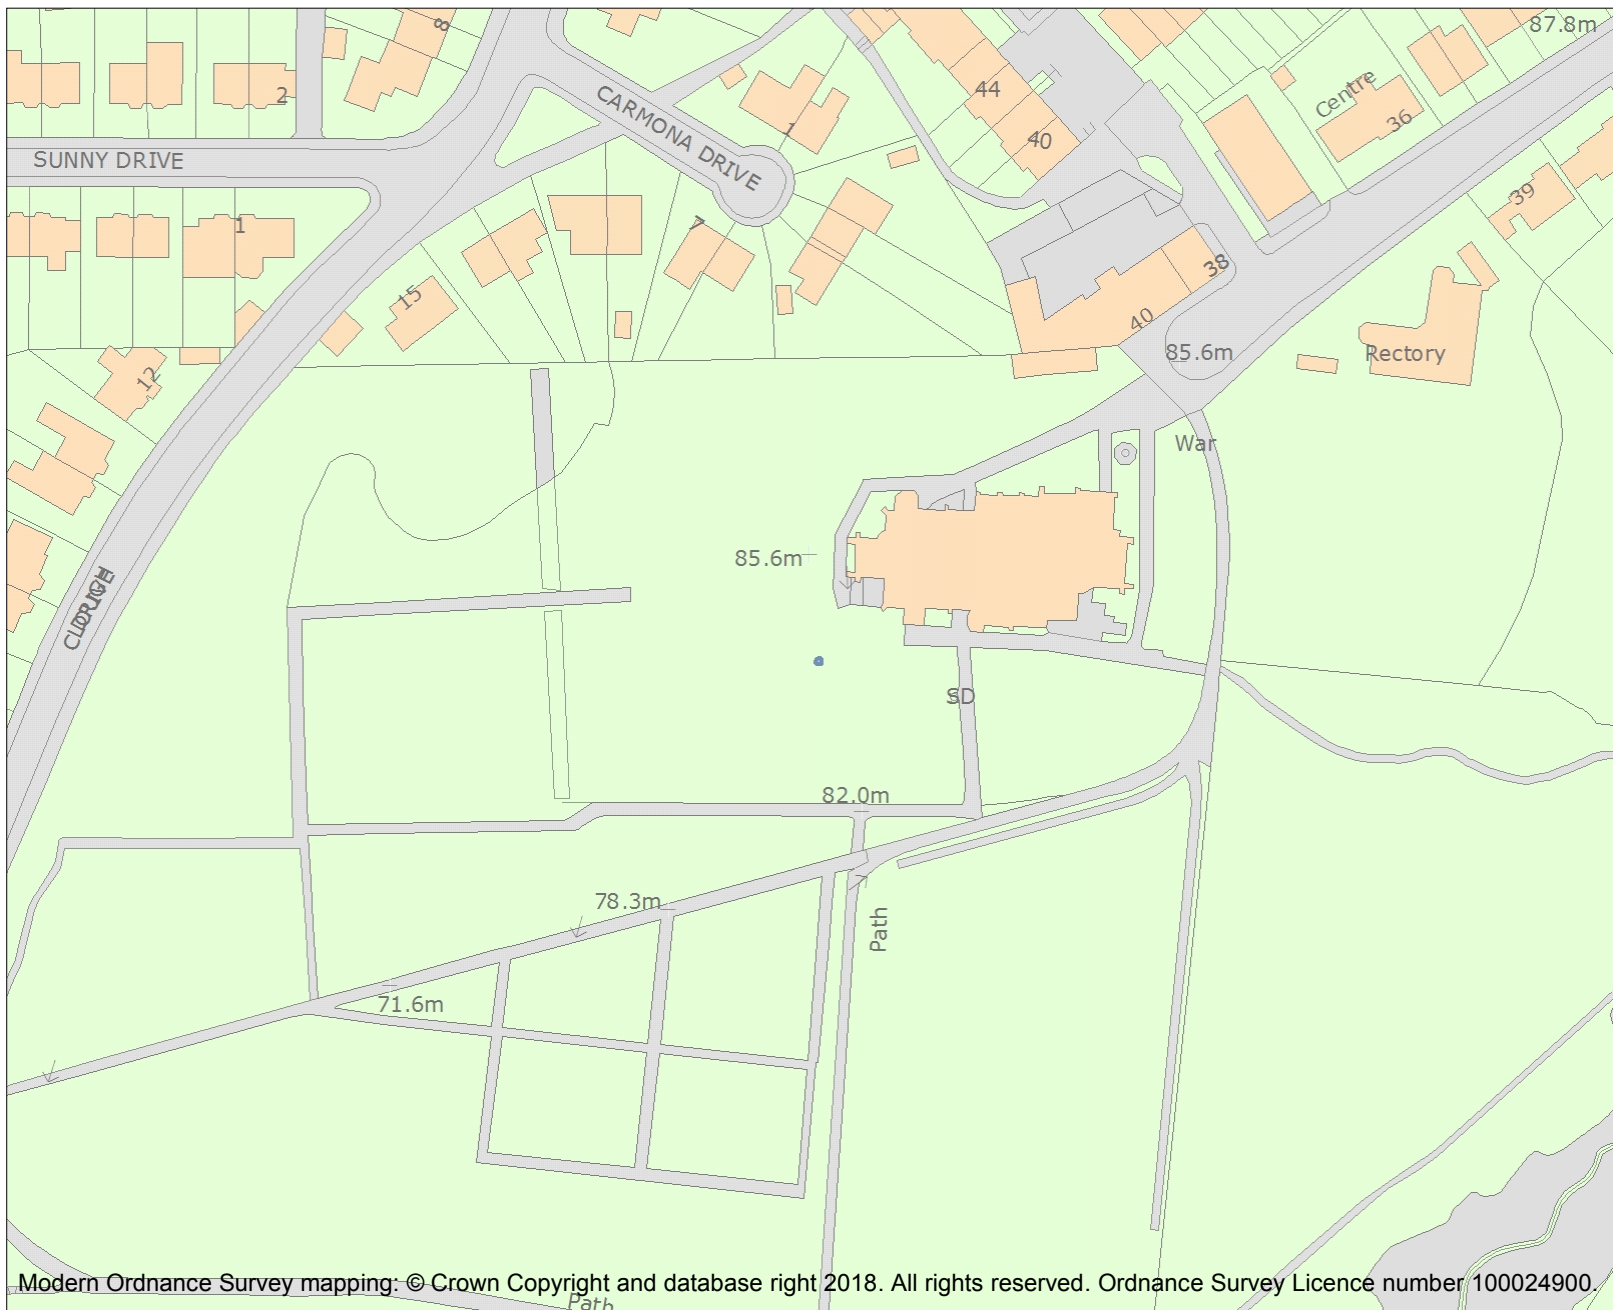 87.8m
8
Centre
2
44
CARMONA DRIVE
36
1
40
SUNNY DRIVE
39
1
7
38
15
40
85.6m
Rectory
12
War
85.6m
DRIVE
SD
82.0m
78.3m
Path
71.6m
Modern Ordnance Survey mapping: © Crown Copyright and database right 2018. All rights reserved. Ordnance Survey Licence number 100024900.
Path